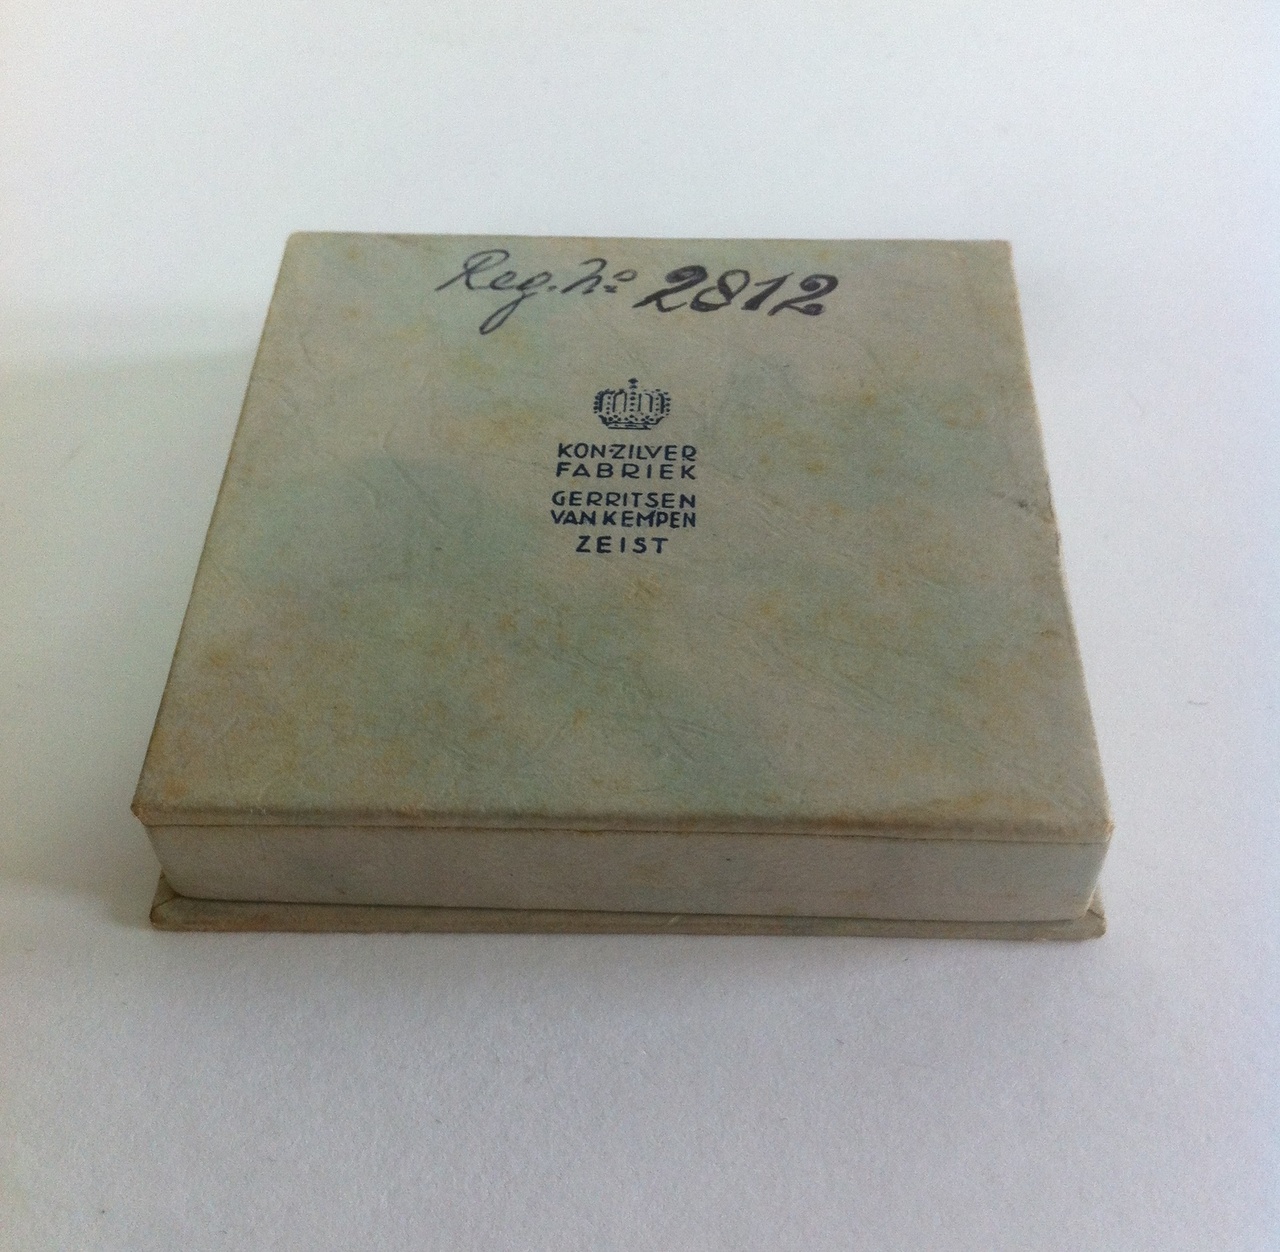 Reg. No 2812
KON-ZILVER
FABRIEK
GERRITSEN
VAN KEMPEN
ZEIST